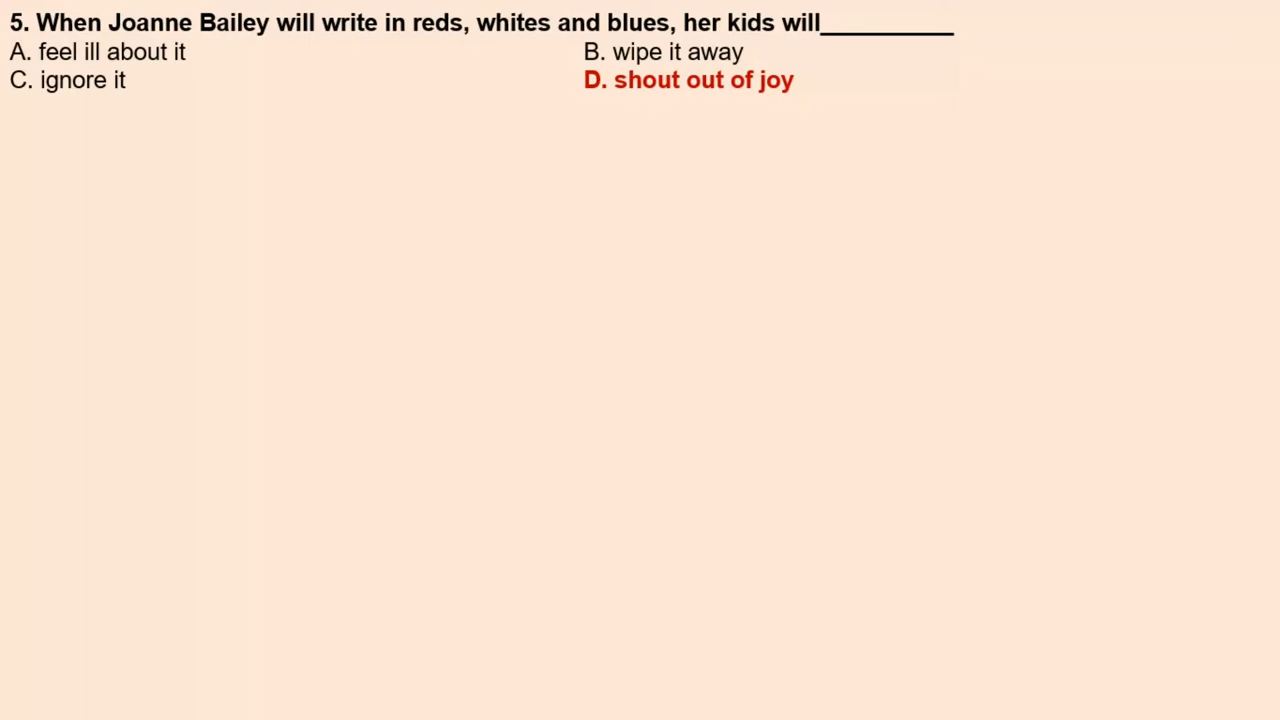 5. When Joanne Bailey will write in reds, whites and blues, her kids will__________
A. feel ill about it B. wipe it away
C. ignore it D. shout out of joy